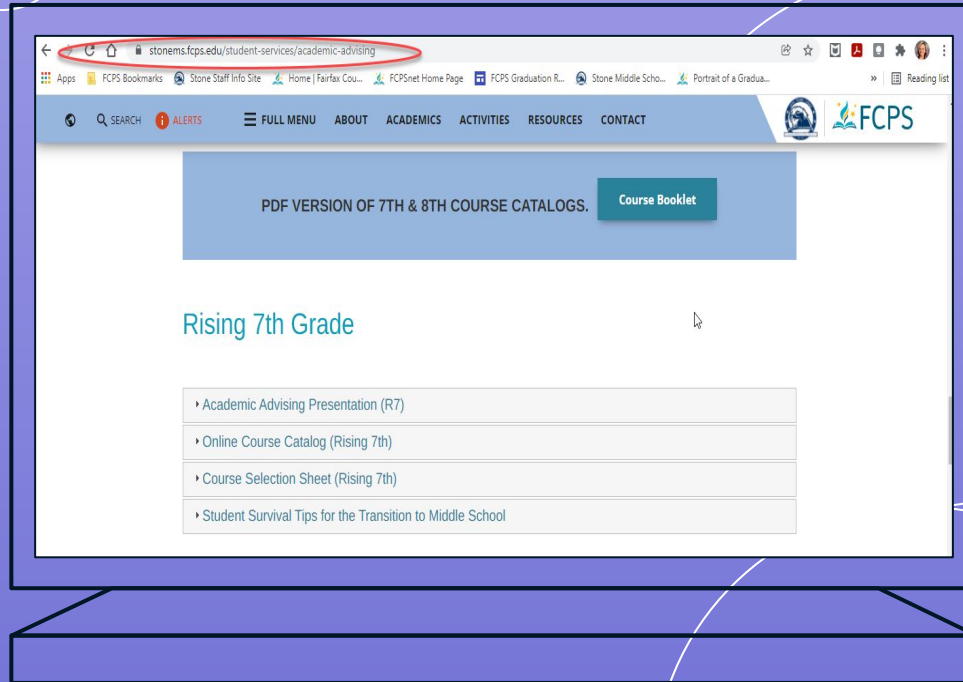 stonems.fcps.edu/student-services/academic-advising
Apps FCPS Bookmarks Stone Staff Info Site Home | Fairfax Cou... FCPSnet Home Page FCPS Graduation R... Stone Middle Scho... Portrait of a Gradua... » Reading list
SEARCH ALERTS FULL MENU ABOUT ACADEMICS ACTIVITIES RESOURCES CONTACT FCPS
PDF VERSION OF 7TH & 8TH COURSE CATALOGS. Course Booklet
Rising 7th Grade
Academic Advising Presentation (R7)
Online Course Catalog (Rising 7th)
Course Selection Sheet (Rising 7th)
Student Survival Tips for the Transition to Middle School